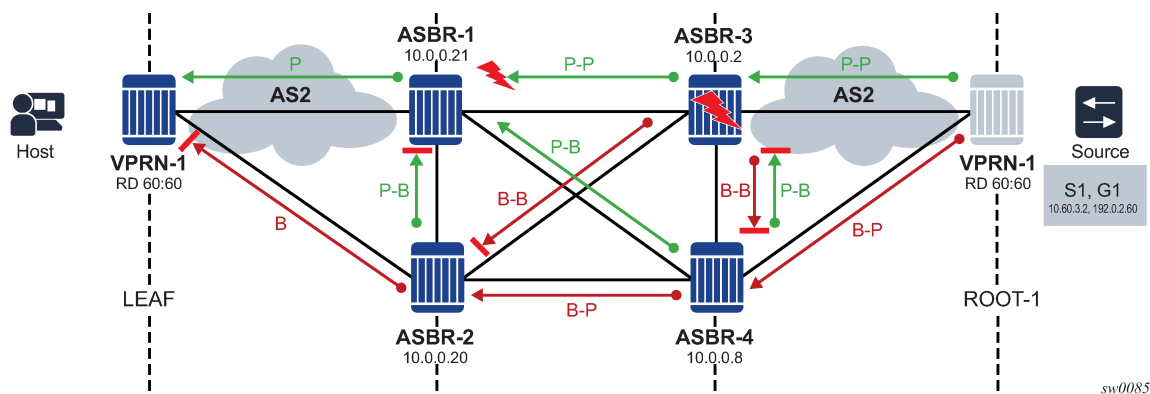 ASBR-1
10.0.0.21
ASBR-3
10.0.0.2
P
P-P
P-P
AS2
AS2
Host
VPRN-1
RD 60:60
VPRN-1
RD 60:60
Source
S1, G1
10.60.3.2, 192.0.2.60
P-B
P-B
B-B
B-B
P-B
B
B-P
B-P
LEAF
ROOT-1
ASBR-2
10.0.0.20
ASBR-4
10.0.0.8
sw0085